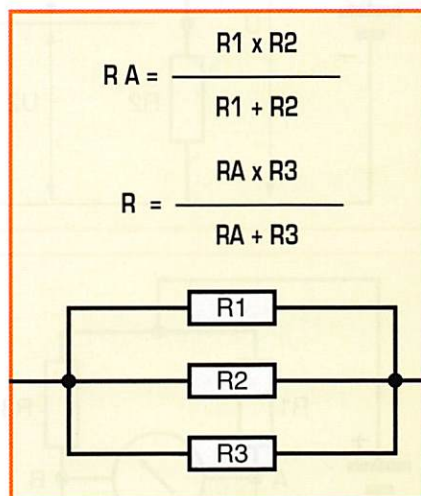 R A = R1 x R2
R1 + R2
R = RA x R3
RA + R3
R1
R2
R3